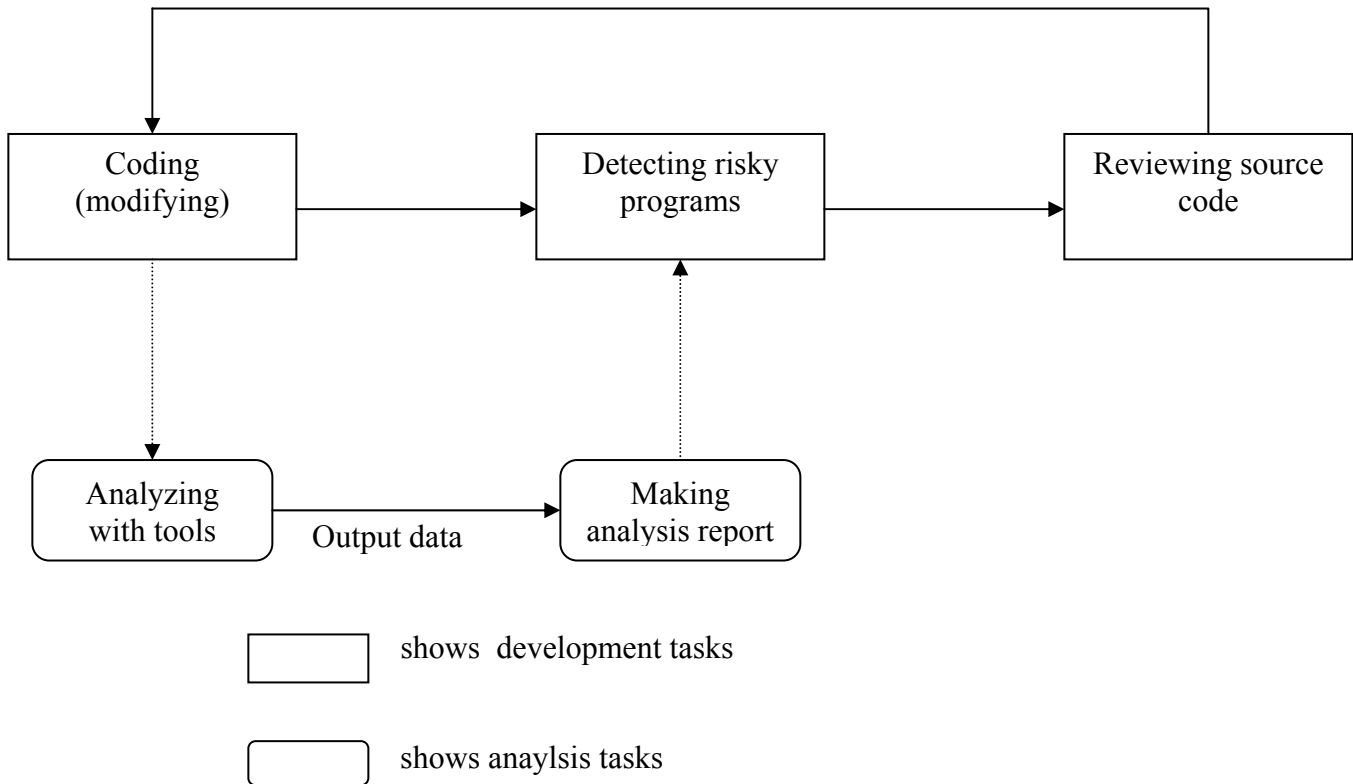 Coding
(modifying)
Detecting risky
programs
Reviewing source
code
Analyzing
with tools
Output data
Making
analysis report
shows development tasks
shows anaylsis tasks